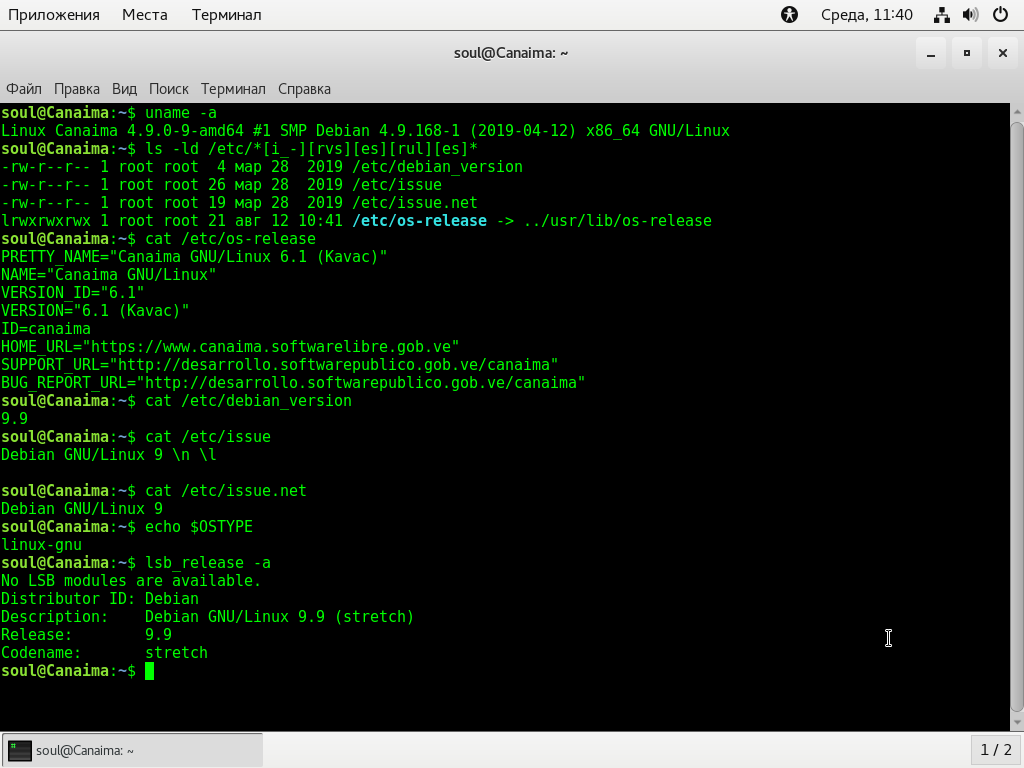 Приложения Места Терминал Среда, 11:40
soul@Canaima: ~
Файл Правка Вид Поиск Терминал Справка
soul@Canaima:~$ uname -a
Linux Canaima 4.9.0-9-amd64 #1 SMP Debian 4.9.168-1 (2019-04-12) x86_64 GNU/Linux
soul@Canaima:~$ ls -ld /etc/*[i_-][rvs][es][rul][es]*
-rw-r--r-- 1 root root  4 мар 28  2019 /etc/debian_version
-rw-r--r-- 1 root root 26 мар 28  2019 /etc/issue
-rw-r--r-- 1 root root 19 мар 28  2019 /etc/issue.net
lrwxrwxrwx 1 root root 21 авг 12 10:41 /etc/os-release -> ../usr/lib/os-release
soul@Canaima:~$ cat /etc/os-release
PRETTY_NAME="Canaima GNU/Linux 6.1 (Kavac)"
NAME="Canaima GNU/Linux"
VERSION_ID="6.1"
VERSION="6.1 (Kavac)"
ID=canaima
HOME_URL="https://www.canaima.softwarelibre.gob.ve"
SUPPORT_URL="http://desarrollo.softwarepublico.gob.ve/canaima"
BUG_REPORT_URL="http://desarrollo.softwarepublico.gob.ve/canaima"
soul@Canaima:~$ cat /etc/debian_version
9.9
soul@Canaima:~$ cat /etc/issue
Debian GNU/Linux 9 \n \l
soul@Canaima:~$ cat /etc/issue.net
Debian GNU/Linux 9
soul@Canaima:~$ echo $OSTYPE
linux-gnu
soul@Canaima:~$ lsb_release -a
No LSB modules are available.
Distributor ID: Debian
Description:    Debian GNU/Linux 9.9 (stretch)
Release:        9.9
Codename:       stretch
soul@Canaima:~$
soul@Canaima: ~ 1 / 2